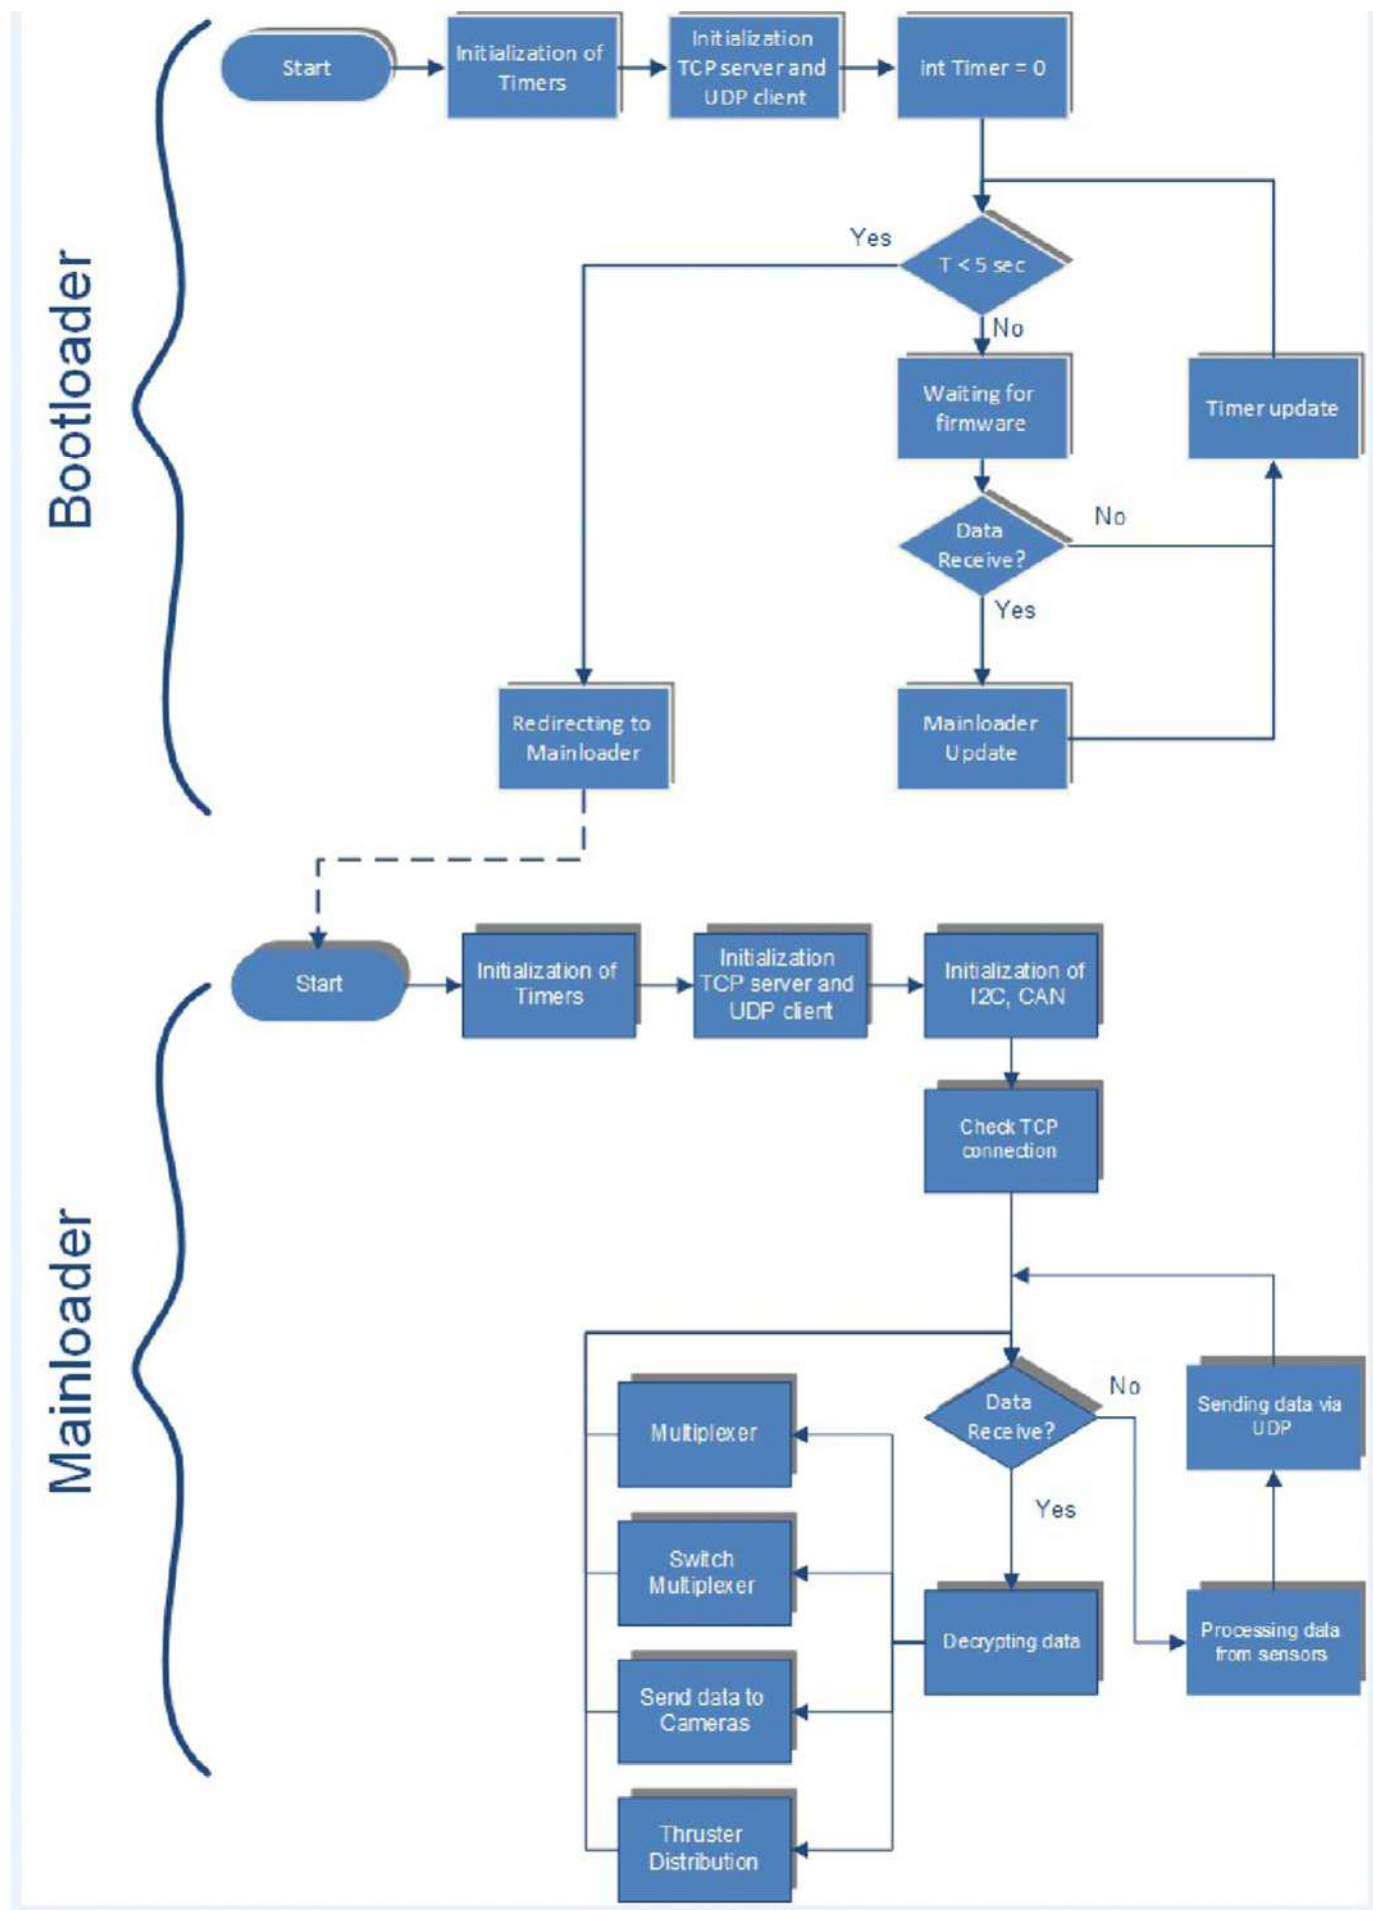 Bootloader
Start
Initialization of
Timers
Initialization
TCP server and
UDP client
int Timer = 0
Yes
T < 5 sec
No
Waiting for
firmware
Timer update
Data
Receive?
No
Yes
Redirecting to
Mainloader
Mainloader
Update
Mainloader
Start
Initialization of
Timers
Initialization
TCP server and
UDP client
Initialization of
I2C, CAN
Check TCP
connection
Data
Receive?
No
Sending data via
UDP
Multiplexer
Yes
Switch
Multiplexer
Decrypting data
Processing data
from sensors
Send data to
Cameras
Thruster
Distribution